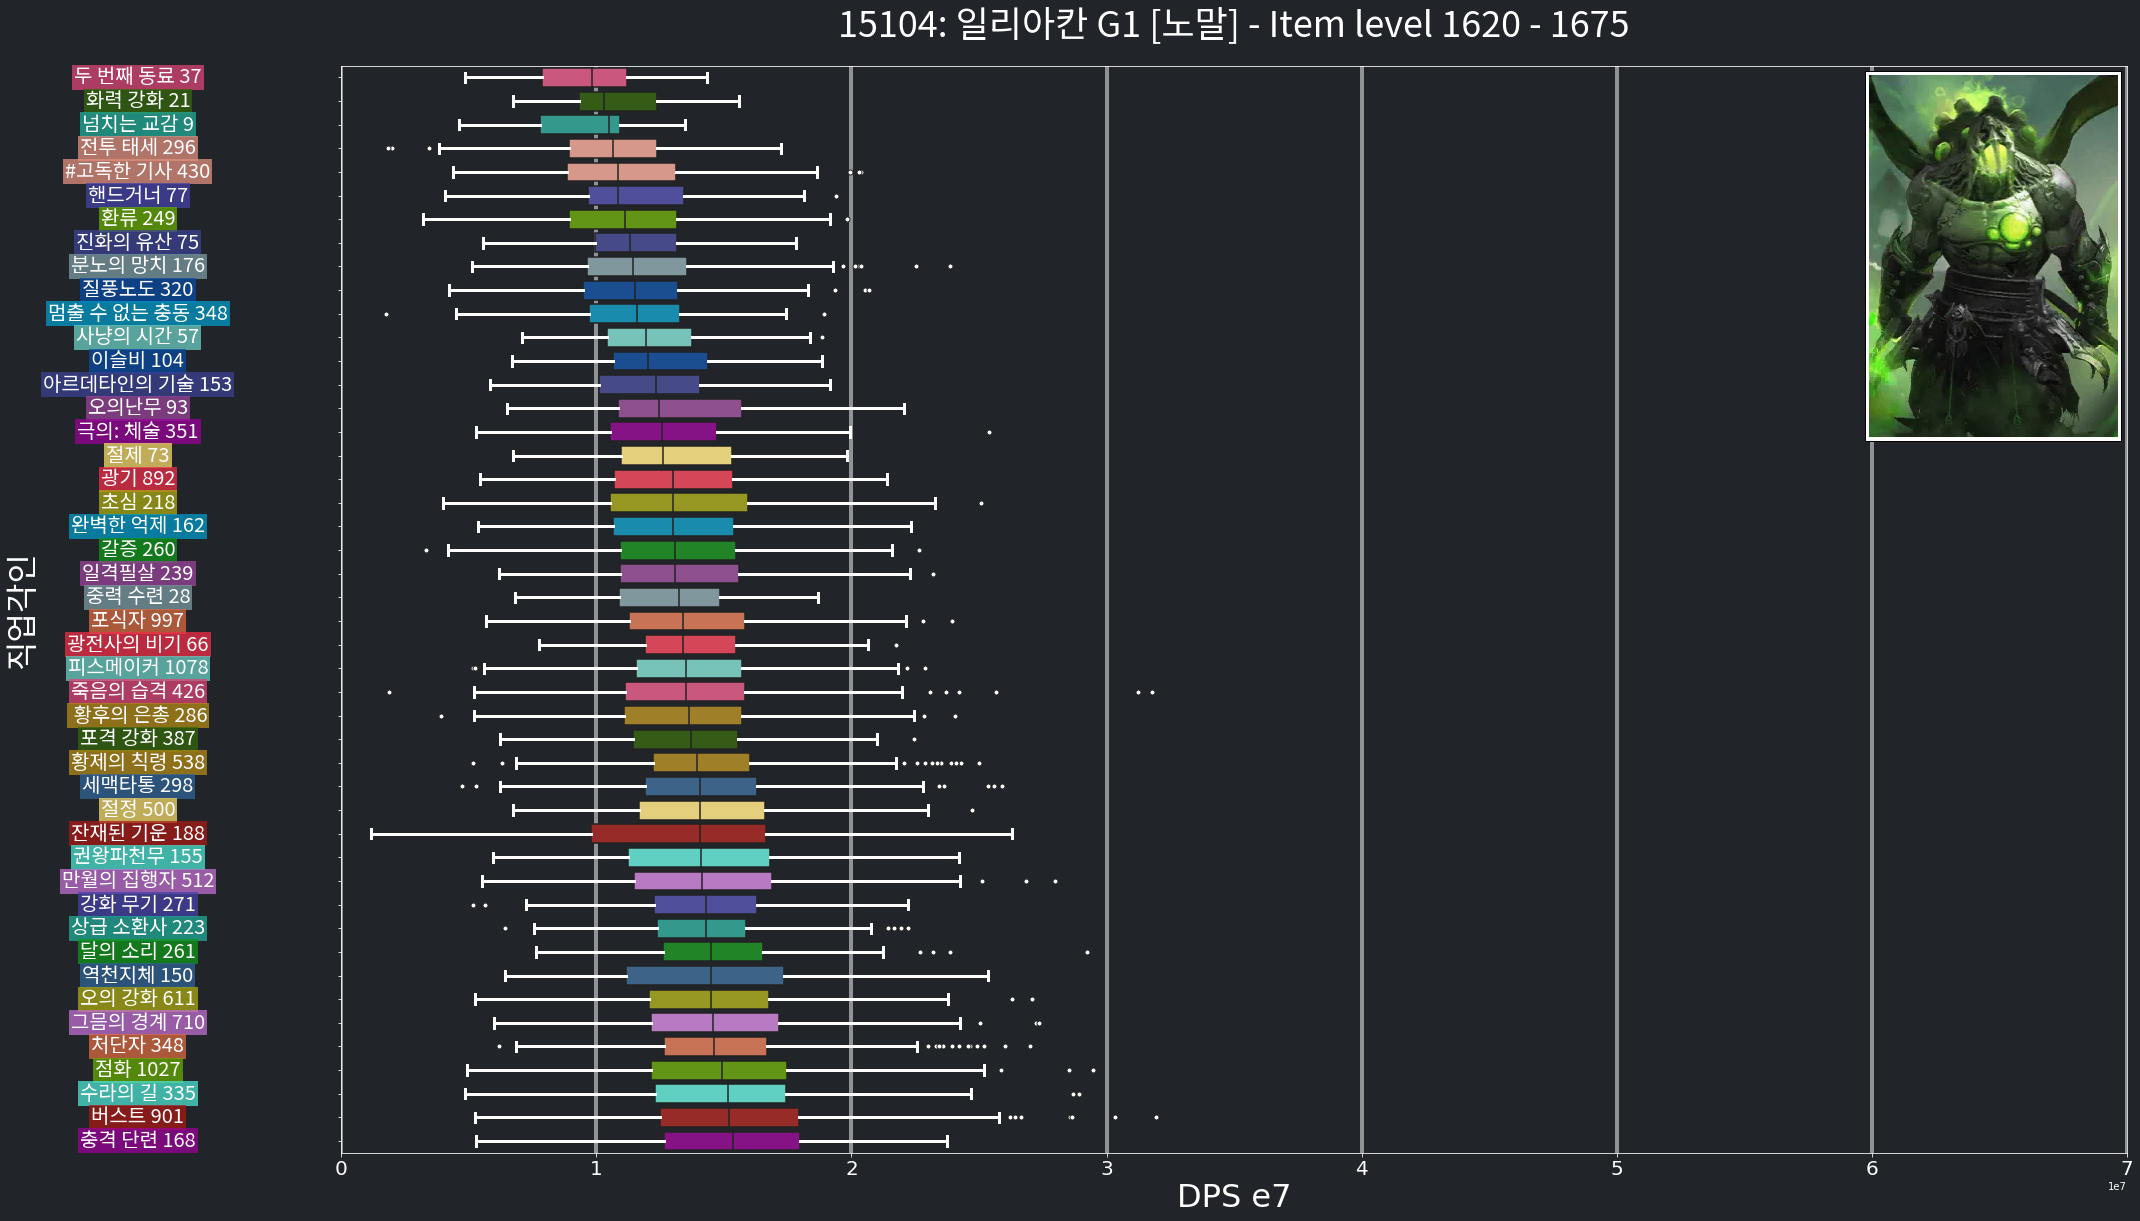 15104: 일리아칸 G1 [노말] - Item level 1620 - 1675
두 번째 동료 37
화력 강화 21
넘치는 교감 9
전투 태세 296
#고독한 기사 430
핸드거너 77
환류 249
진화의 유산 75
분노의 망치 176
질풍노도 320
멈출 수 없는 충동 348
사냥의 시간 57
이슬비 104
아르데타인의 기술 153
오의난무 93
극의: 체술 351
절제 73
광기 892
초심 218
완벽한 억제 162
갈증 260
일격필살 239
중력 수련 28
포식자 997
광전사의 비기 66
피스메이커 1078
죽음의 습격 426
황후의 은총 286
포격 강화 387
황제의 칙령 538
세맥타통 298
절정 500
잔재된 기운 188
권왕파천무 155
만월의 집행자 512
강화 무기 271
상급 소환사 223
달의 소리 261
역천지체 150
오의 강화 611
그믐의 경계 710
처단자 348
점화 1027
수라의 길 335
버스트 901
충격 단련 168
직업각인
0 1 2 3 4 5 6 7
1e7
DPS e7